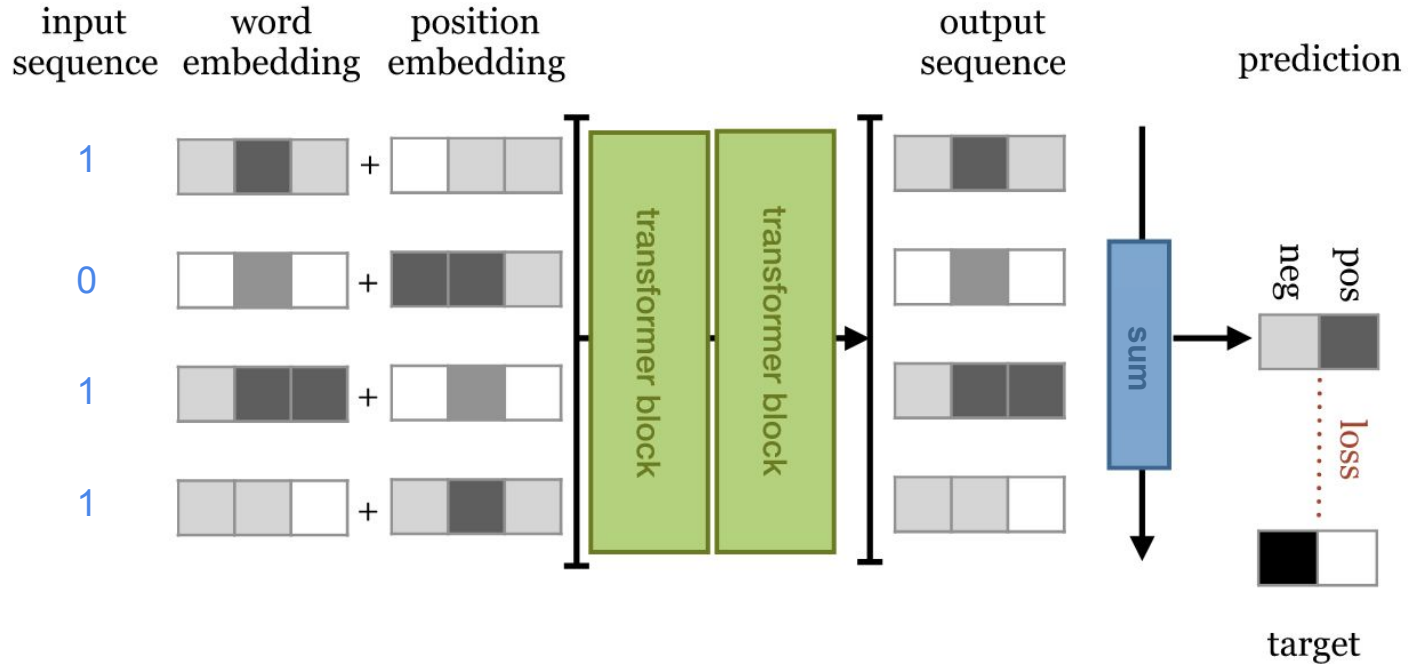 input
sequence
word
embedding
position
embedding
output
sequence
prediction
1
+
0
+
1
+
1
+
transformer block
transformer block
sum
neg
pos
loss
target